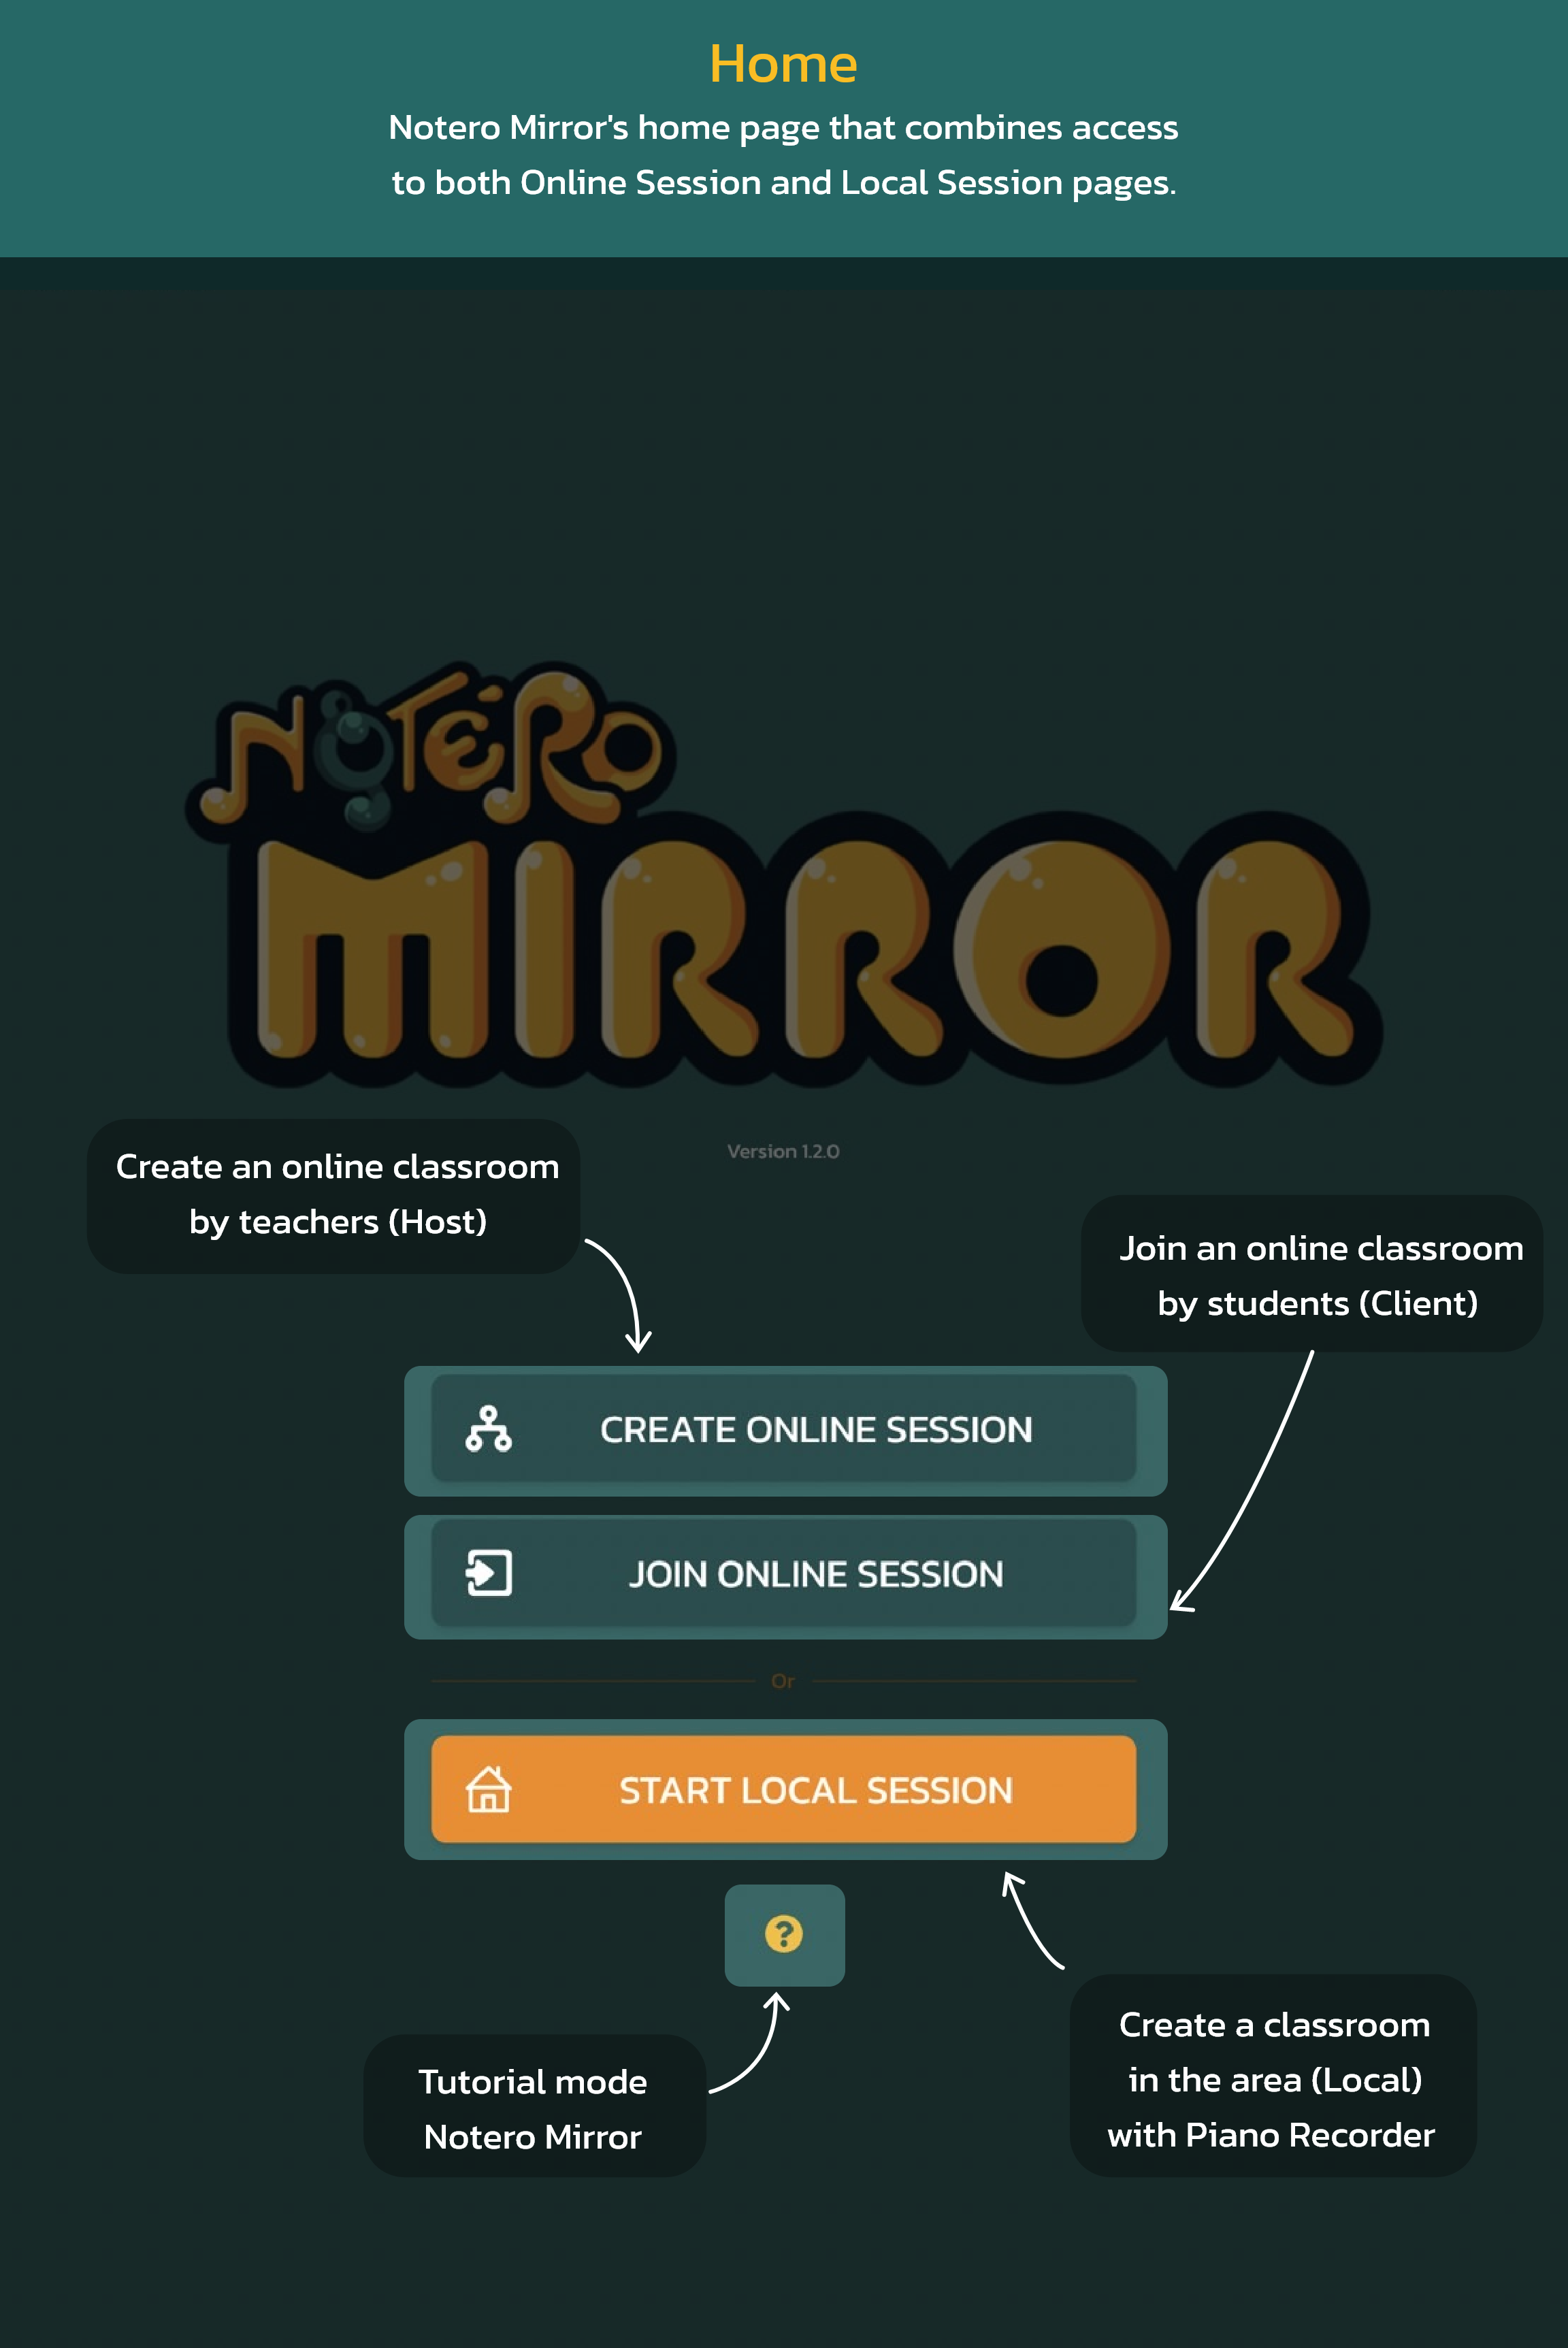 Home
Notero Mirror's home page that combines access
to both Online Session and Local Session pages.
NOTERO
MIRROR
Version 1.2.0
Create an online classroom
by teachers (Host)
Join an online classroom
by students (Client)
CREATE ONLINE SESSION
JOIN ONLINE SESSION
Or
START LOCAL SESSION
?
Tutorial mode
Notero Mirror
Create a classroom
in the area (Local)
with Piano Recorder